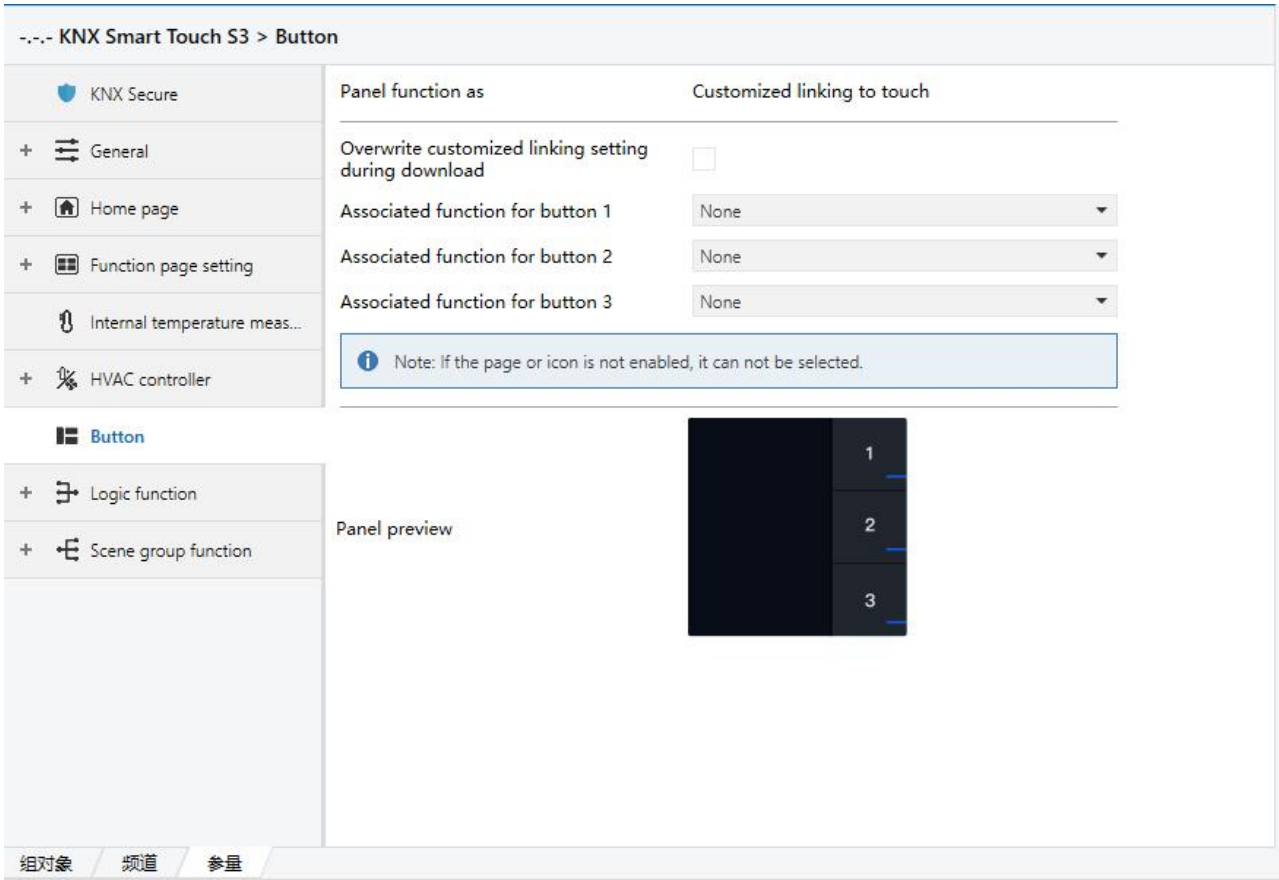 -.-.- KNX Smart Touch S3 > Button
KNX Secure
+ General
+ Home page
+ Function page setting
Internal temperature meas...
+ HVAC controller
Button
+ Logic function
+ Scene group function
Panel function as
Customized linking to touch
Overwrite customized linking setting
during download
Associated function for button 1
None
Associated function for button 2
None
Associated function for button 3
None
Note: If the page or icon is not enabled, it can not be selected.
Panel preview
1
2
3
组对象
频道
参量